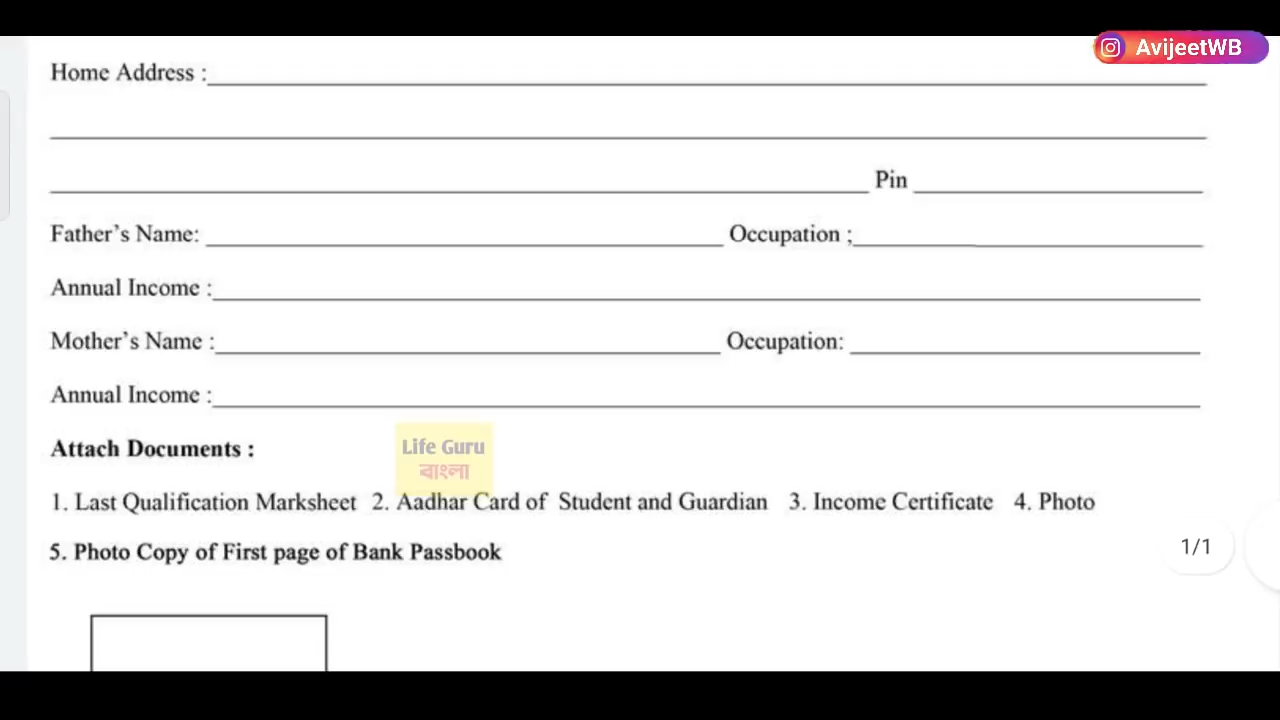 AvijeetWB
Home Address :
Pin
Father's Name: Occupation ;
Annual Income :
Mother's Name : Occupation:
Annual Income :
Attach Documents :
Life Guru
বাংলা
1. Last Qualification Marksheet 2. Aadhar Card of Student and Guardian 3. Income Certificate 4. Photo
5. Photo Copy of First page of Bank Passbook
1/1